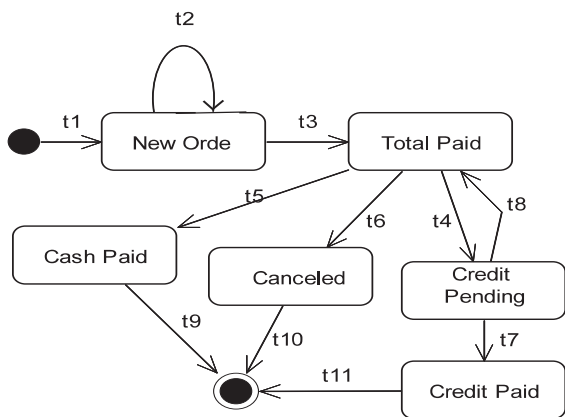 t2
t1
t3
New Orde
Total Paid
t5
t6
t4
t8
Cash Paid
Canceled
Credit
Pending
t9
t10
t7
t11
Credit Paid